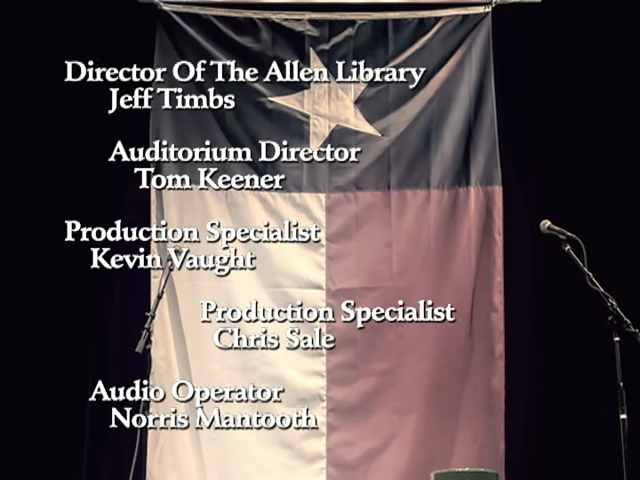 Director Of The Allen Library
Jeff Timbs
Auditorium Director
Tom Keener
Production Specialist
Kevin Vaught
Production Specialist
Chris Sale
Audio Operator
Norris Mantooth